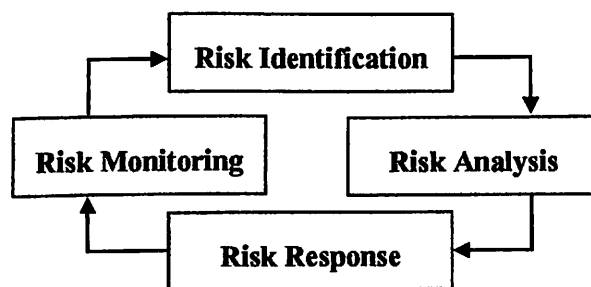 Risk Identification
Risk Monitoring
Risk Analysis
Risk Response